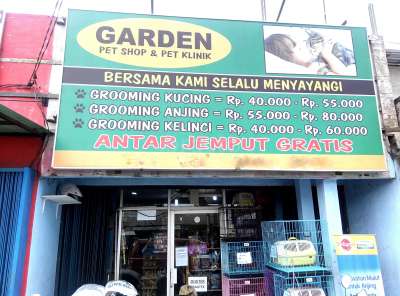 GARDEN
PET SHOP & PET KLINIK
BERSAMA KAMI SELALU MENYAYANGI
GROOMING KUCING = Rp. 40.000 - Rp. 55.000
GROOMING ANJING = Rp. 55.000 - Rp. 80.000
GROOMING KELINCI = Rp. 40.000 - Rp. 60.000
ANTAR JEMPUT GRATIS